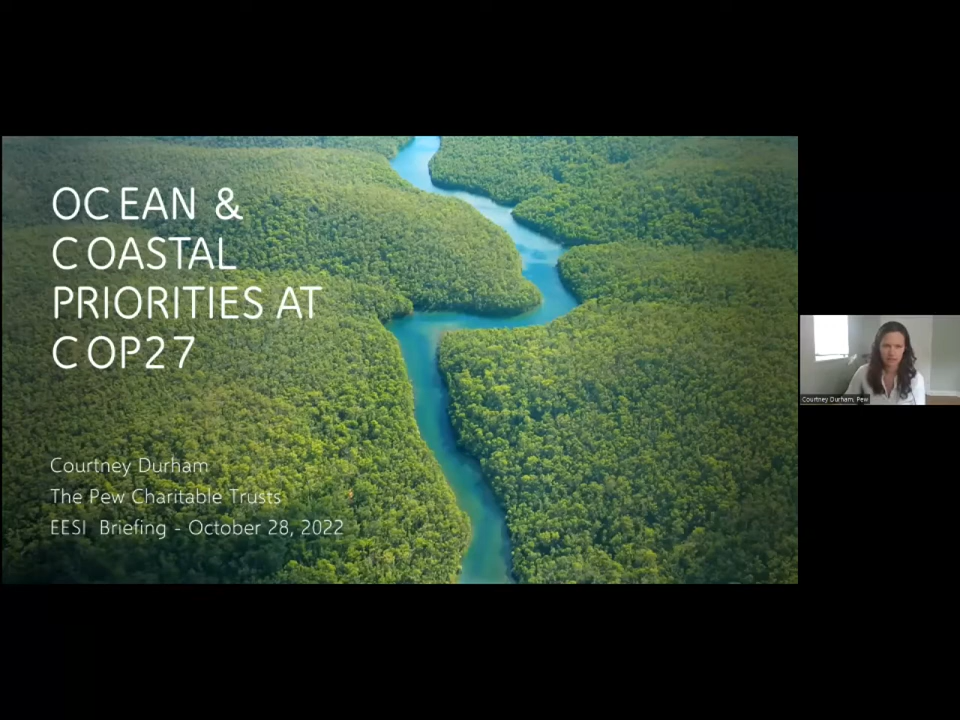 OCEAN &
COASTAL
PRIORITIES AT
COP27
Courtney Durham
The Pew Charitable Trusts
EESI Briefing - October 28, 2022
Courtney Durham, Pew